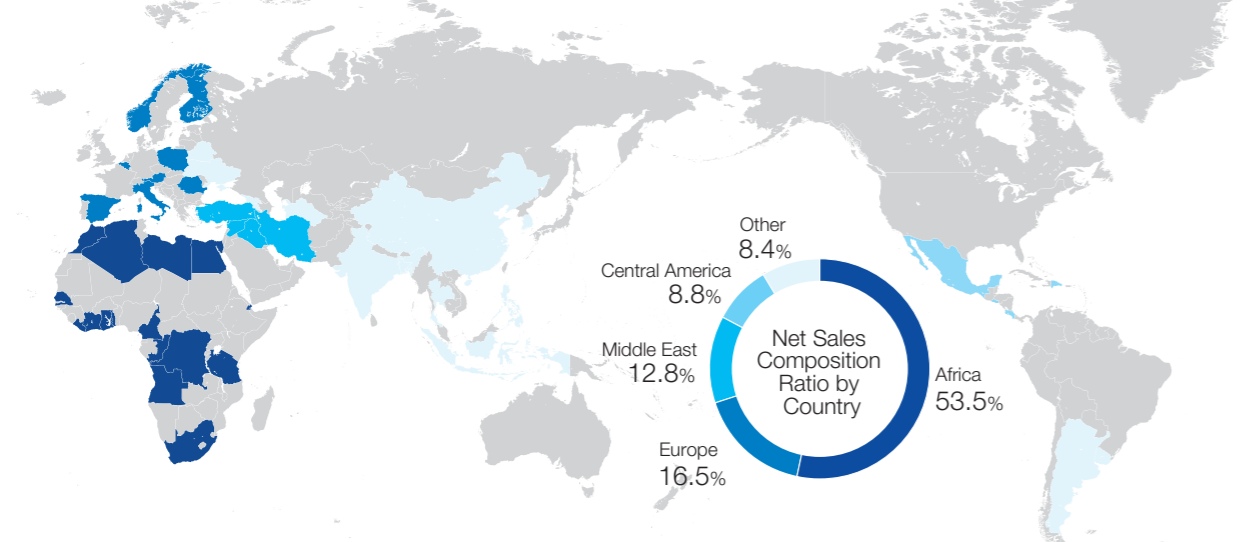 Other
8.4%
Central America
8.8%
Middle East
12.8%
Europe
16.5%
Africa
53.5%
Net Sales
Composition
Ratio by
Country